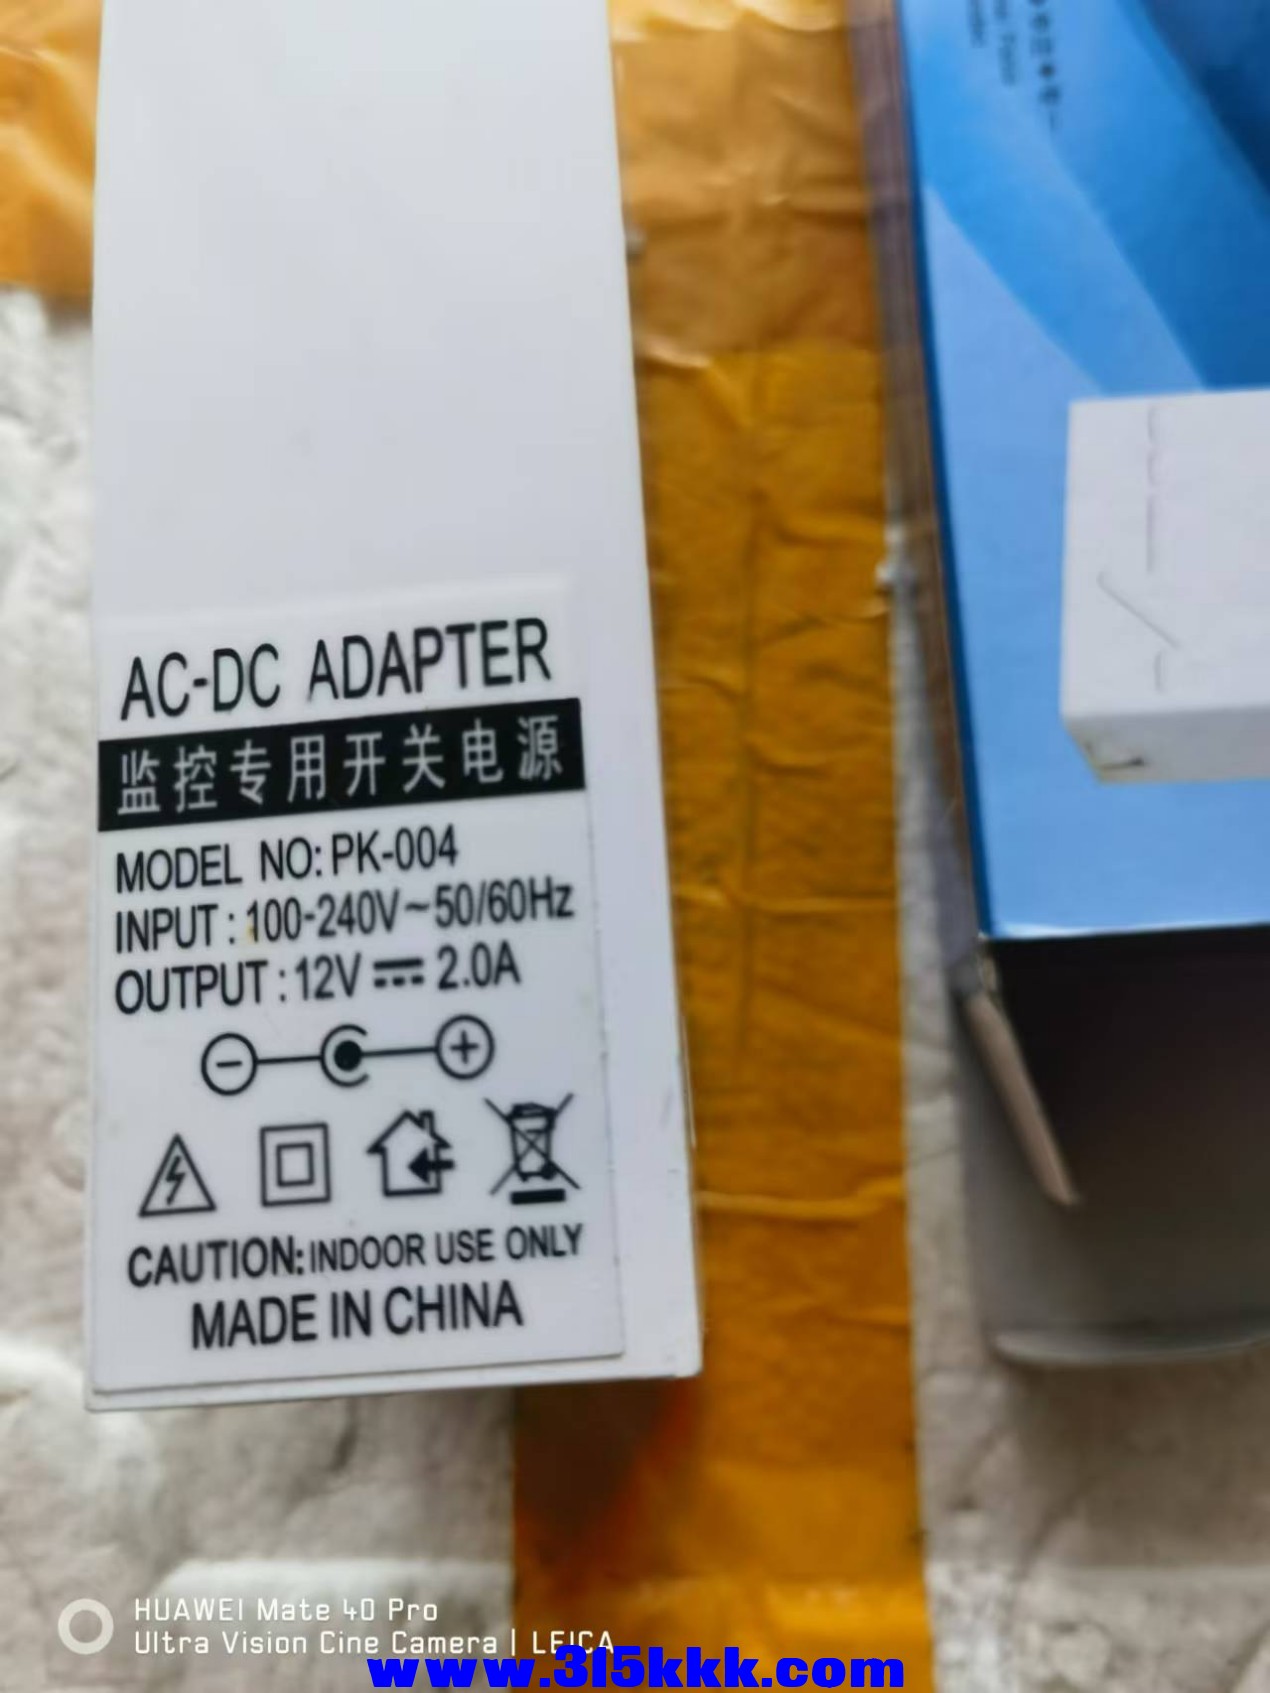 AC-DC ADAPTER
监控专用开关电源
MODEL NO: PK-004
INPUT : 100-240V~50/60Hz
OUTPUT : 12V ⎓ 2.0A
CAUTION: INDOOR USE ONLY
MADE IN CHINA
HUAWEI Mate 40 Pro
Ultra Vision Cine Camera | LEICA
www.315kkk.com